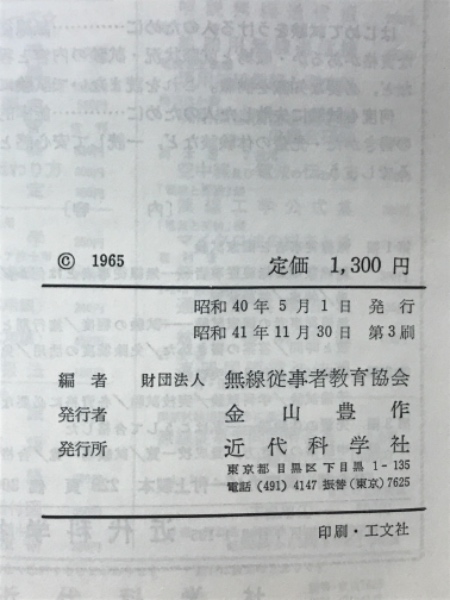 © 1965 定価 1,300 円
昭和 40 年 5 月 1 日 発 行
昭和 41 年 11 月 30 日 第 3 刷
編 者 財団法人 無線従事者教育協会
発行者 金 山 豊 作
発行所 近 代 科 学 社
東京都 目黒区 下目黒 1-135
電話 (491) 4147 振替 (東京) 7625
印刷・工文社